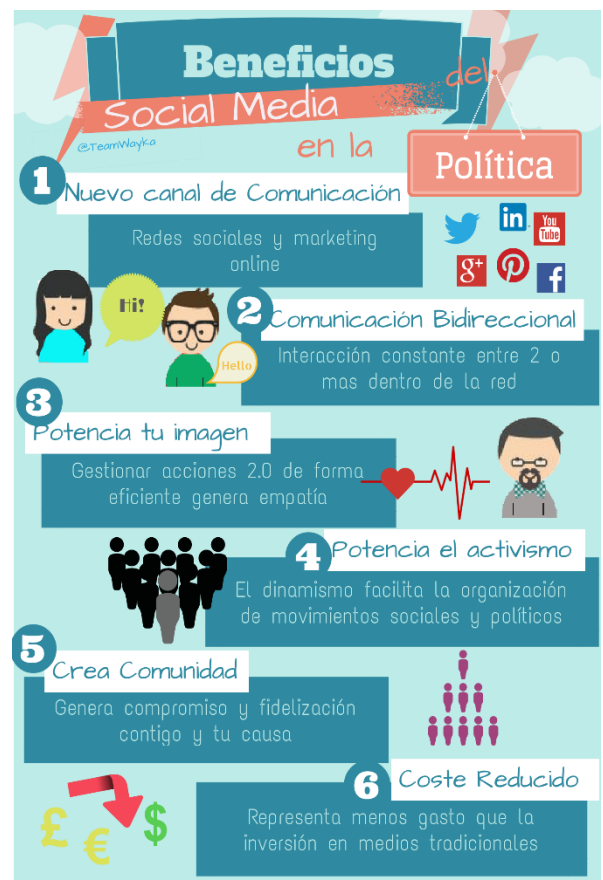 Beneficios
del
Social Media
@TeamWayka
en la
Política
1
Nuevo canal de Comunicación
Redes sociales y marketing
online
in
You
Tube
g+
p
f
Hi!
Hello
2
Comunicación Bidireccional
Interacción constante entre 2 o
mas dentro de la red
3
Potencia tu imagen
Gestionar acciones 2.0 de forma
eficiente genera empatía
4
Potencia el activismo
El dinamismo facilita la organización
de movimientos sociales y políticos
5
Crea Comunidad
Genera compromiso y fidelización
contigo y tu causa
6
Coste Reducido
£ € $
Representa menos gasto que la
inversión en medios tradicionales